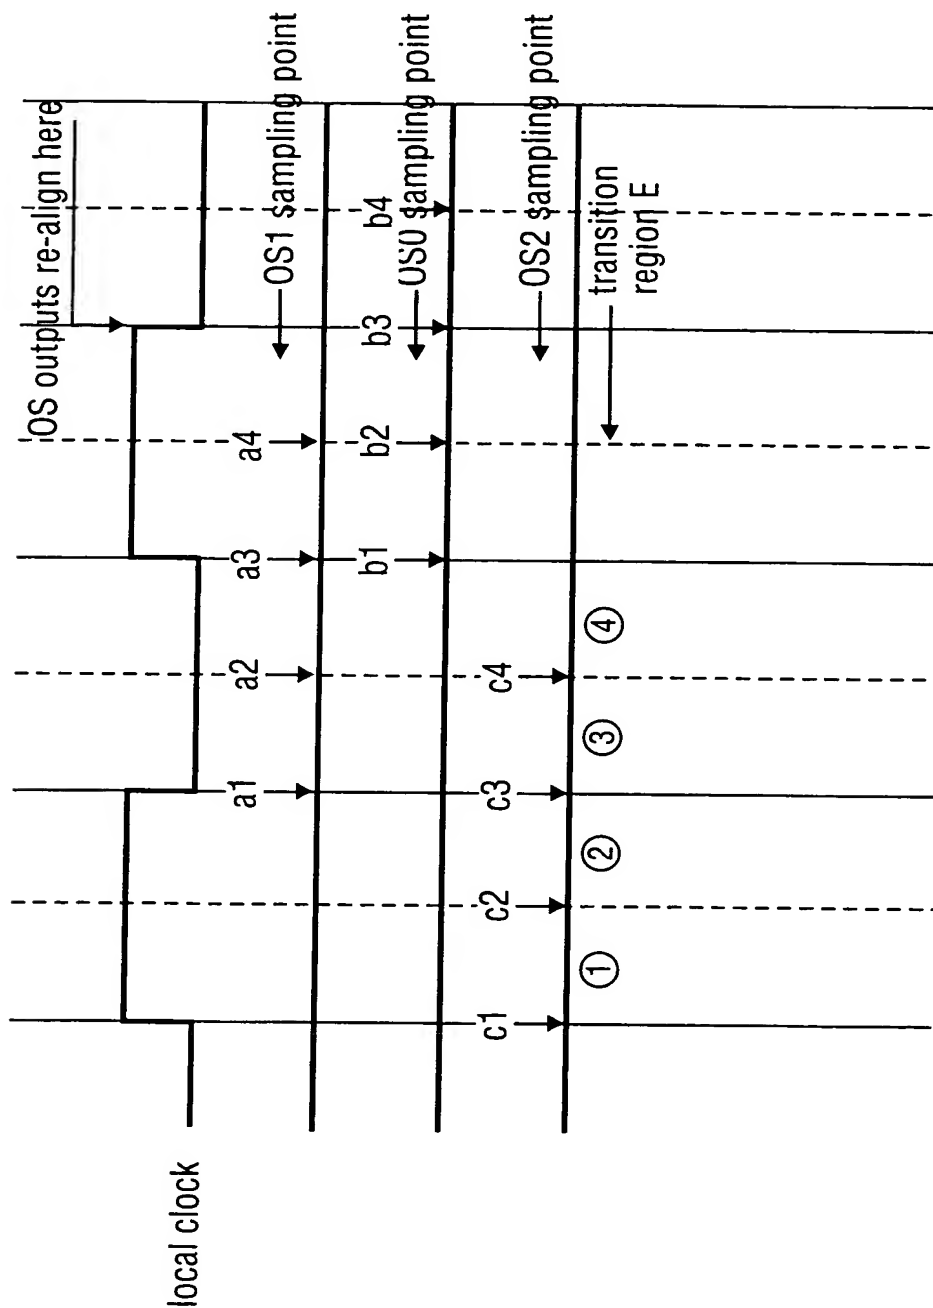 OS outputs re-align here
local clock
a1 a2 a3 a4
OS1 sampling point
b1 b2 b3 b4
OS0 sampling point
c1 c2 c3 c4
OS2 sampling point
① ② ③ ④
transition
region E